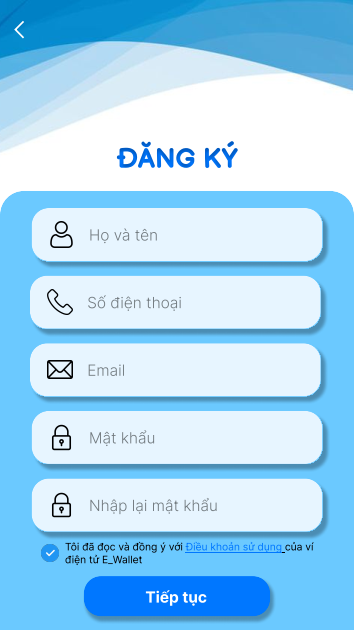 ĐĂNG KÝ
Họ và tên
Số điện thoại
Email
Mật khẩu
Nhập lại mật khẩu
Tôi đã đọc và đồng ý với Điều khoản sử dụng của ví
điện tử E_Wallet
Tiếp tục